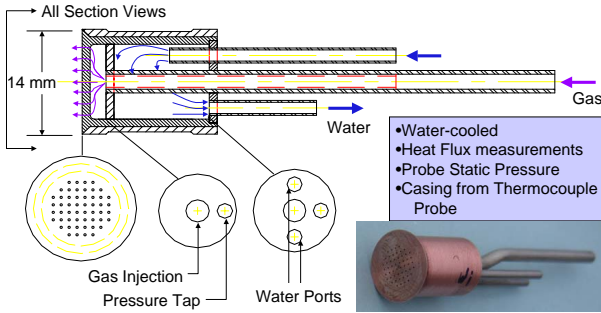 All Section Views
14 mm
Gas
Water
•Water-cooled
•Heat Flux measurements
•Probe Static Pressure
•Casing from Thermocouple
Probe
Gas Injection
Pressure Tap
Water Ports